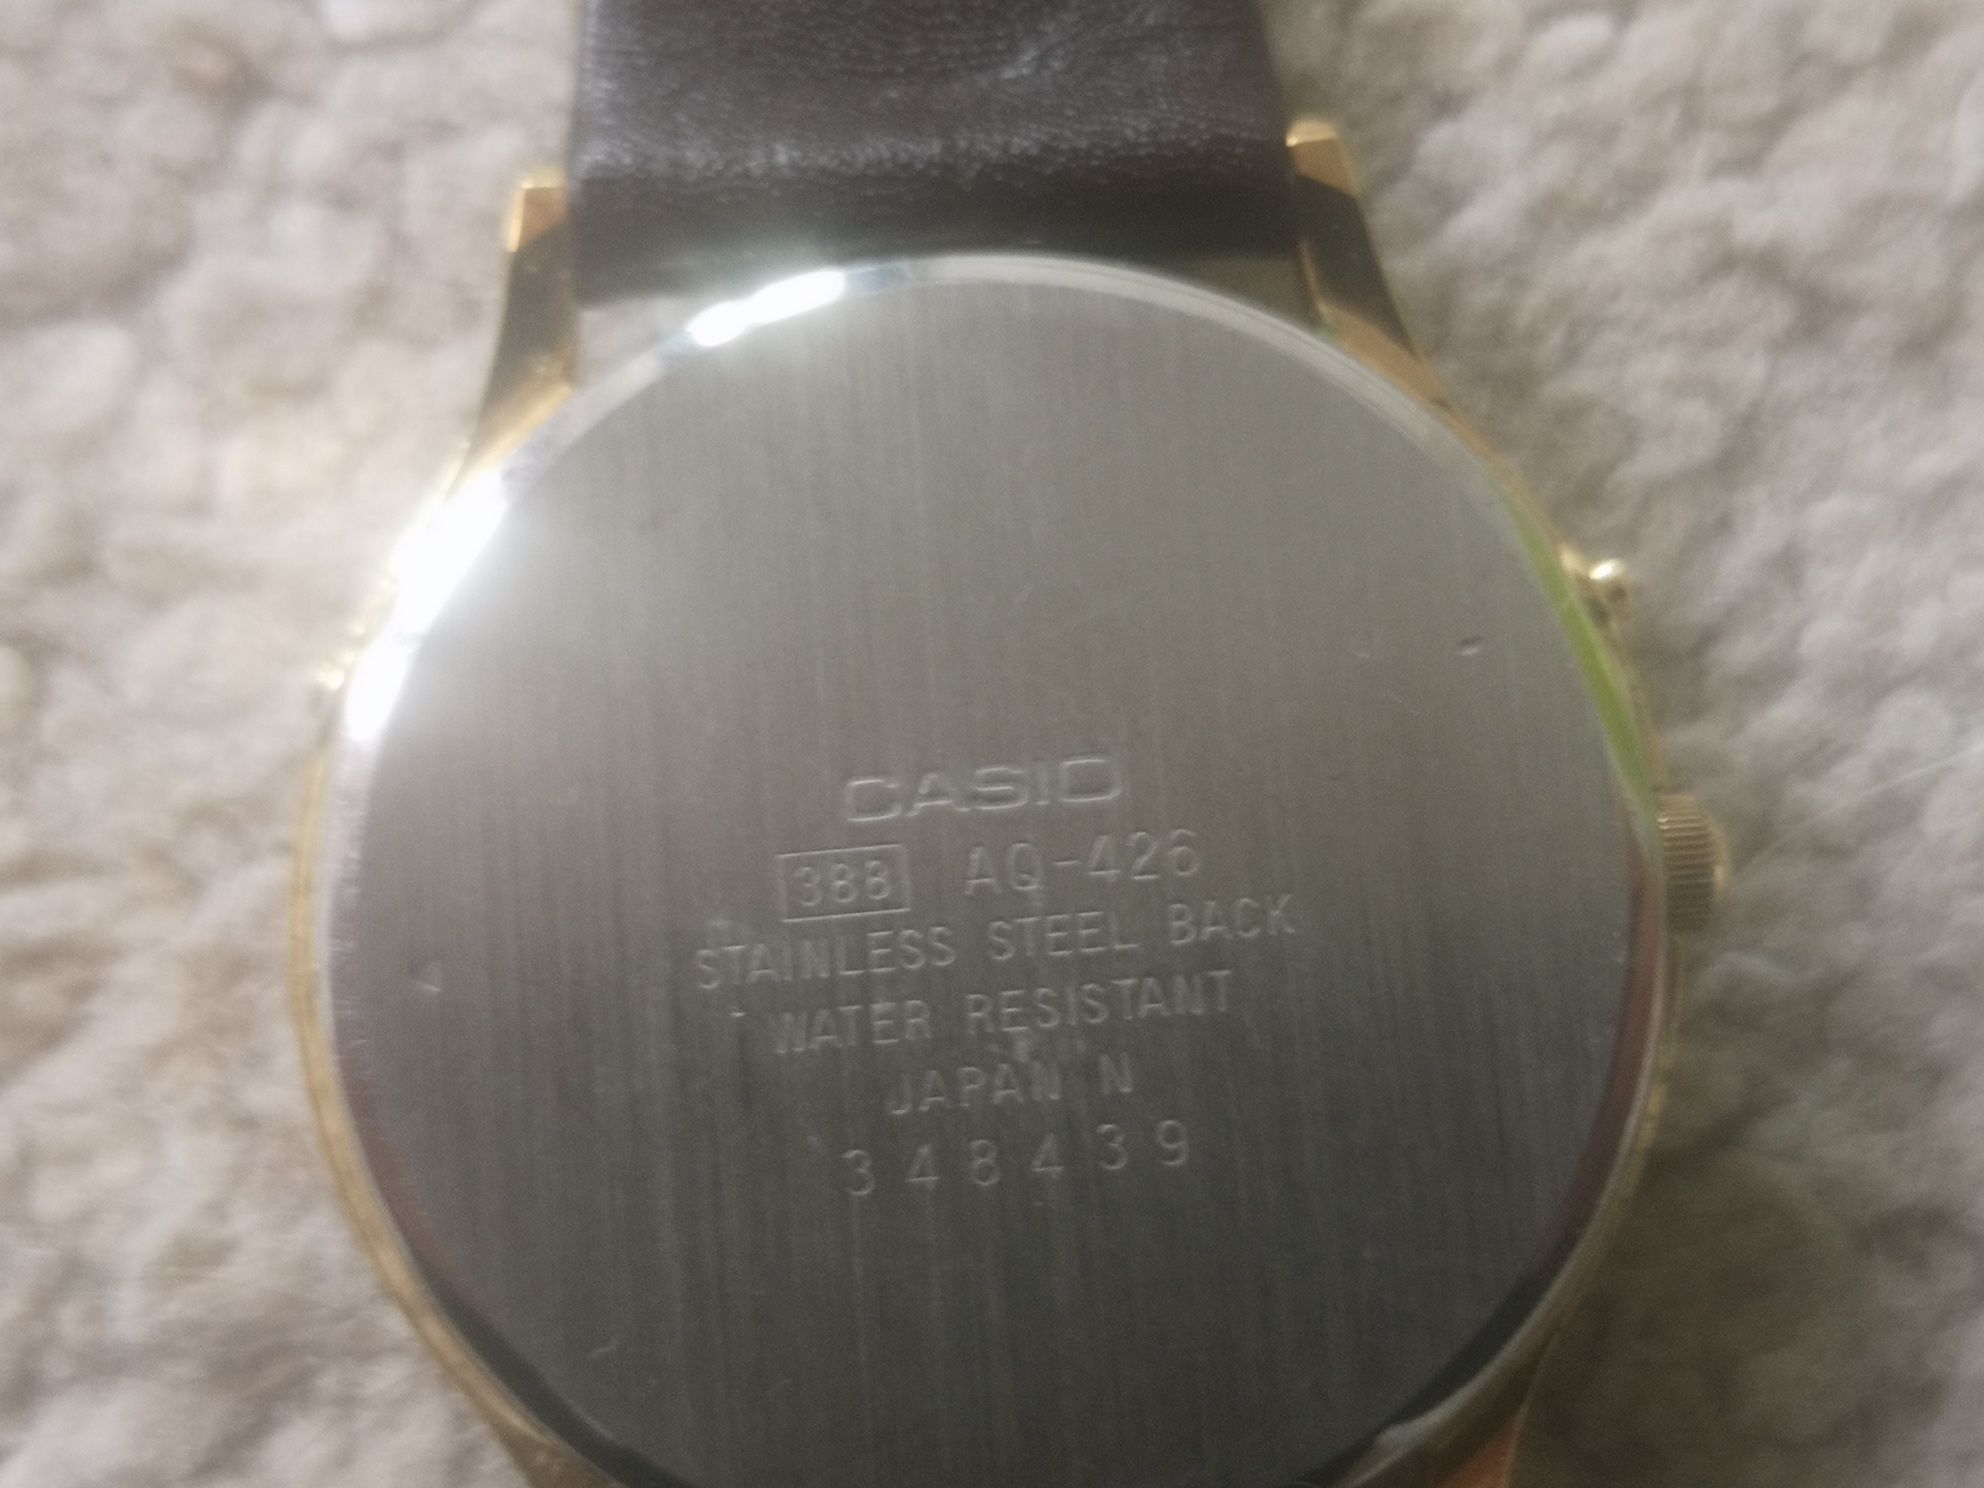 CASIO
388 AQ-426
STAINLESS STEEL BACK
WATER RESISTANT
JAPAN N
348439